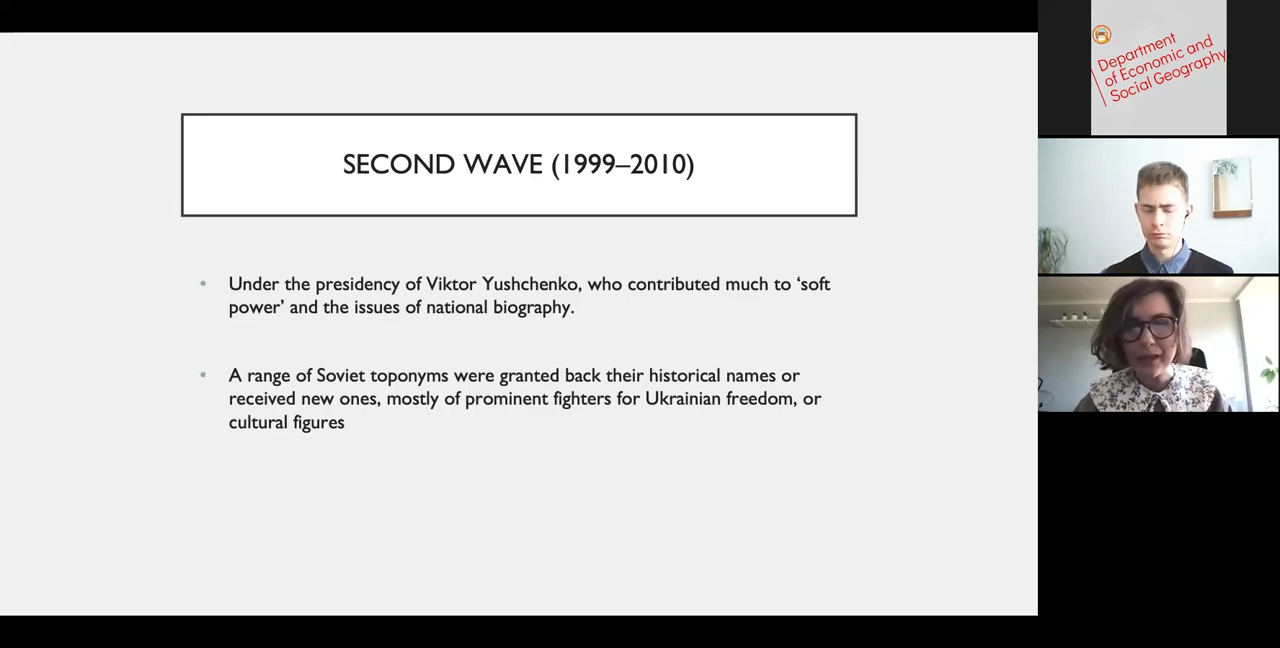 SECOND WAVE (1999–2010)
Under the presidency of Viktor Yushchenko, who contributed much to ‘soft
power’ and the issues of national biography.
A range of Soviet toponyms were granted back their historical names or
received new ones, mostly of prominent fighters for Ukrainian freedom, or
cultural figures
Department
of Economic and
Social Geography